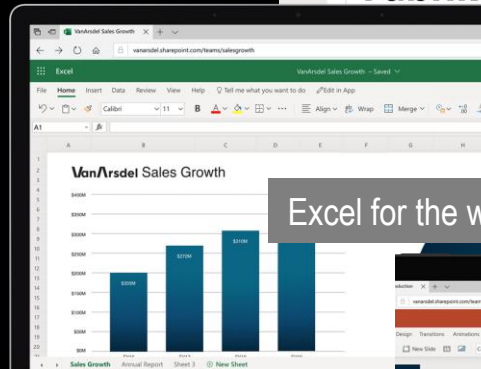 VanArsdel Sales Growth
vanarsdel.sharepoint.com/teams/salesgrowth
Excel
VanArsdel Sales Growth – Saved
File Home Insert Data Review View Help Tell me what you want to do Edit in App
Calibri 11 B A Align Wrap Merge
A1 fx
A B C D E F G H
VanArsdel Sales Growth
$400M
$350M
$300M
$250M
$200M
$150M
$100M
$50M
$0M
$310M
$270M
$200M
Excel for the w
vanarsdel.sharepoint.com/team
Design Transitions Animations
New Slide
Sales Growth Annual Report Sheet 3 New Sheet